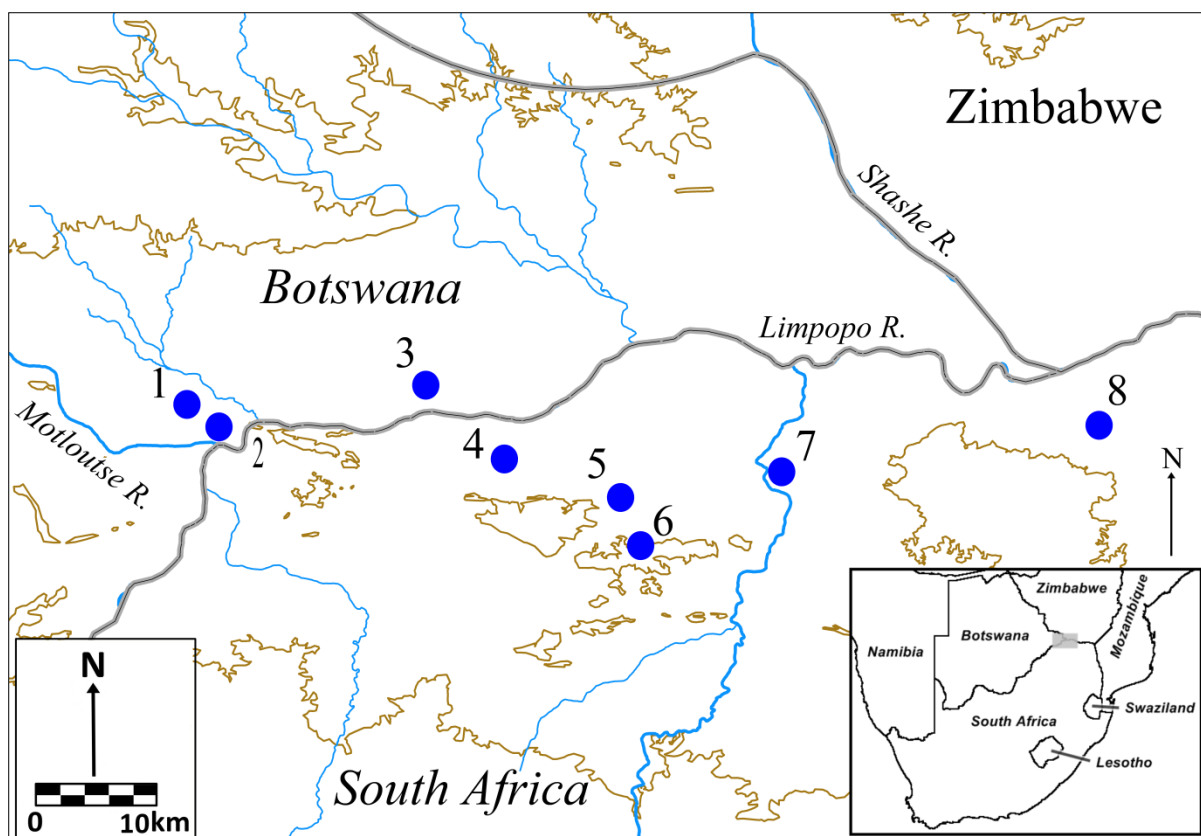 Zimbabwe
Shashe R.
Botswana
Limpopo R.
3
1
2
Motloutse R.
4
5
6
7
8
N
South Africa
N
0
10km
Zimbabwe
Mozambique
Botswana
Namibia
Swaziland
South Africa
Lesotho